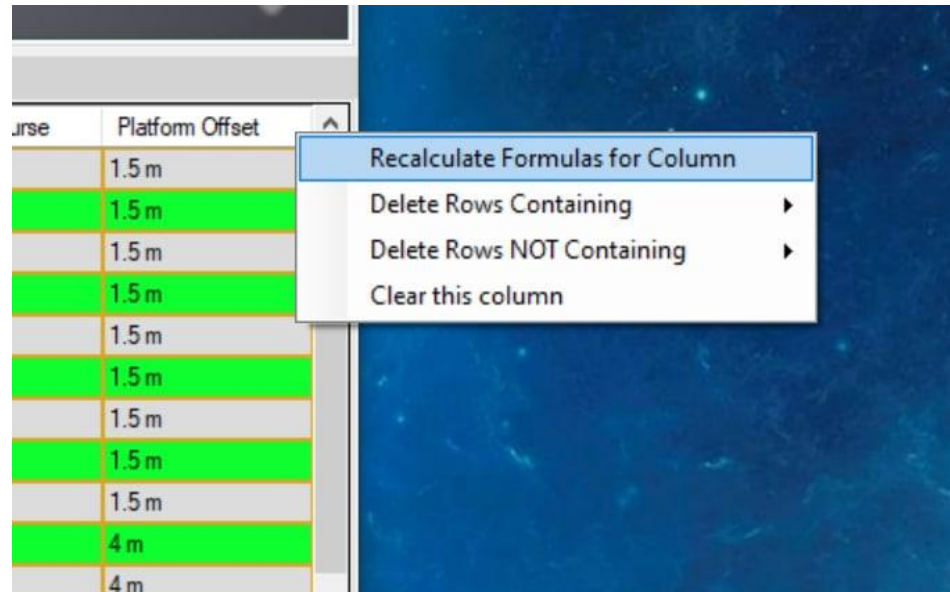 urse Platform Offset
Recalculate Formulas for Column
Delete Rows Containing
Delete Rows NOT Containing
Clear this column
1.5 m
1.5 m
1.5 m
1.5 m
1.5 m
1.5 m
1.5 m
1.5 m
1.5 m
4 m
4 m